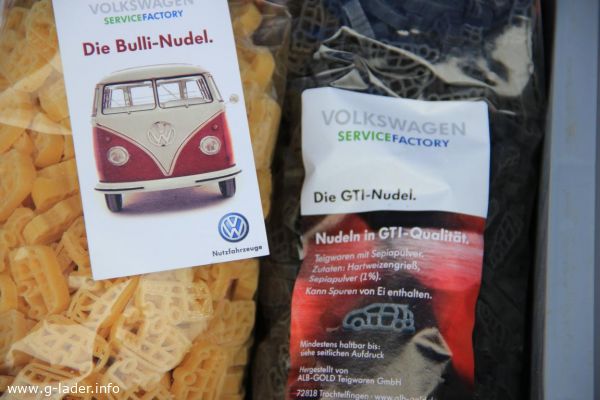 VOLKSWAGEN
SERVICEFACTORY
Die Bulli-Nudel.
Nutzfahrzeuge
VOLKSWAGEN
SERVICEFACTORY
Die GTI-Nudel.
Nudeln in GTI-Qualität.
Teigwaren mit Sepiapulver.
Zutaten: Hartweizengrieß,
Sepiapulver (1%).
Kann Spuren von Ei enthalten.
Mindestens haltbar bis:
siehe seitlichen Aufdruck
Hergestellt von
ALB-GOLD Teigwaren GmbH
72818 Trochtelfingen
www.g-lader.info